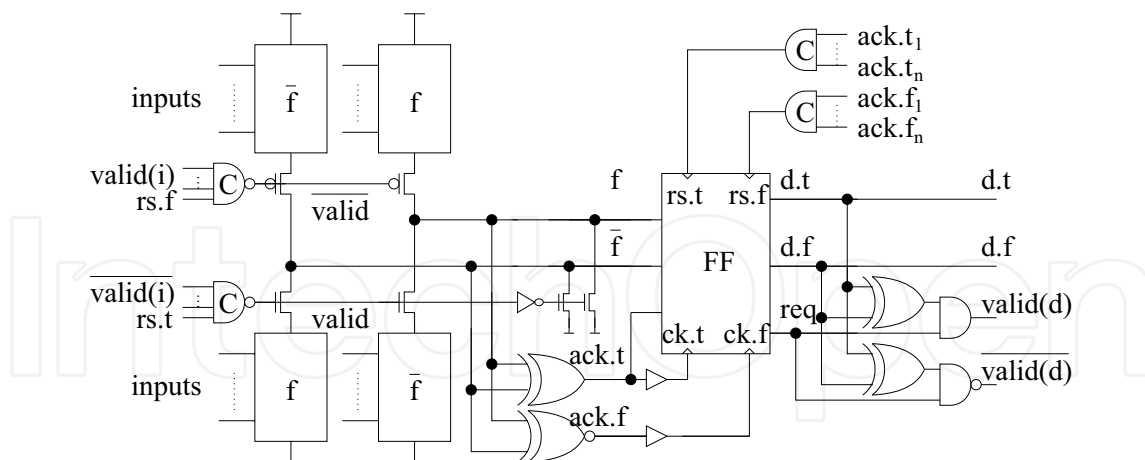 ack.t1
C
ack.tn
ack.f1
C
ack.fn
inputs
f̄
f
valid(i)
C
rs.f
valid
f
rs.t
rs.f
d.t
d.t
f̄
FF
d.f
d.f
valid(i)
C
rs.t
valid
req
valid(d)
ck.t
ck.f
ack.t
valid(d)
inputs
f
f̄
ack.f
IntechOpen